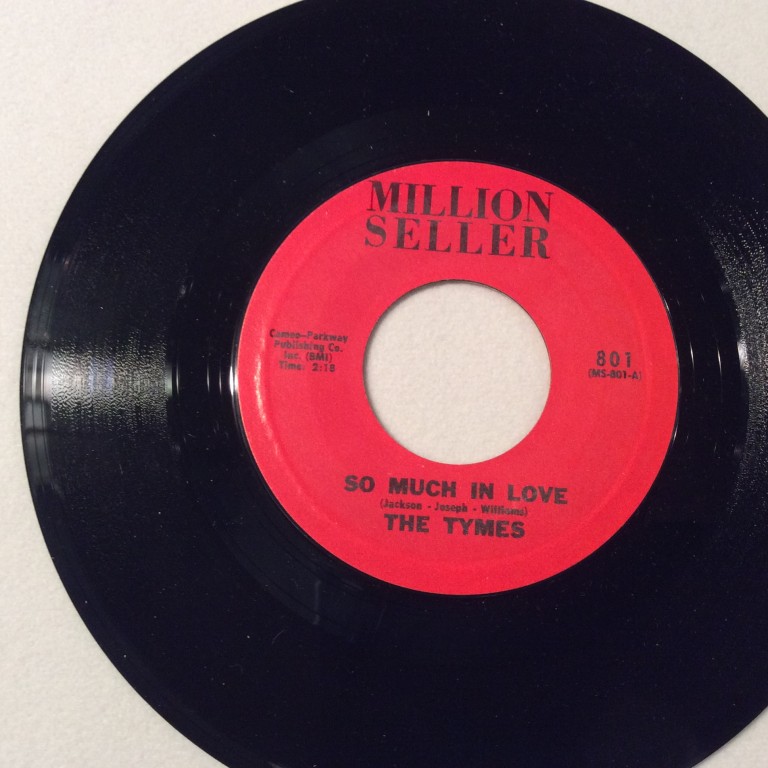 MILLION
SELLER
Cameo-Parkway
Publishing Co.
Inc. (BMI)
Time: 2:18
801
(MS-801-A)
SO MUCH IN LOVE
(Jackson - Joseph - Williams)
THE TYMES